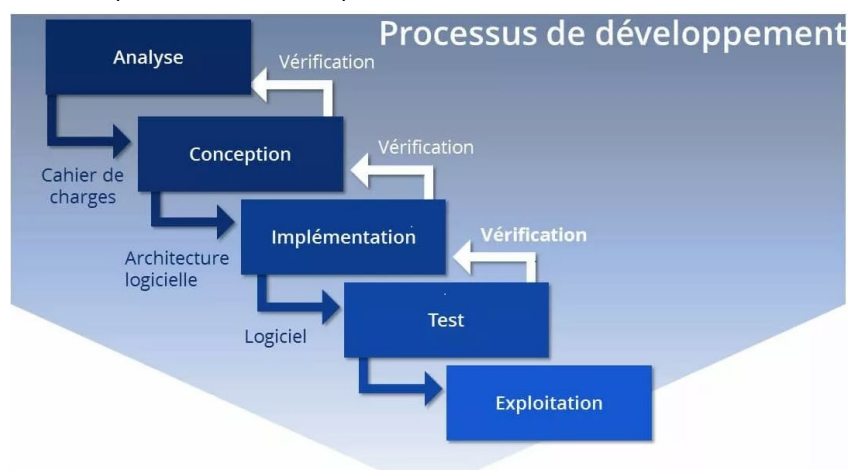 Processus de développement
Analyse
Vérification
Conception
Vérification
Cahier de
charges
Implémentation
Vérification
Architecture
logicielle
Test
Logiciel
Exploitation